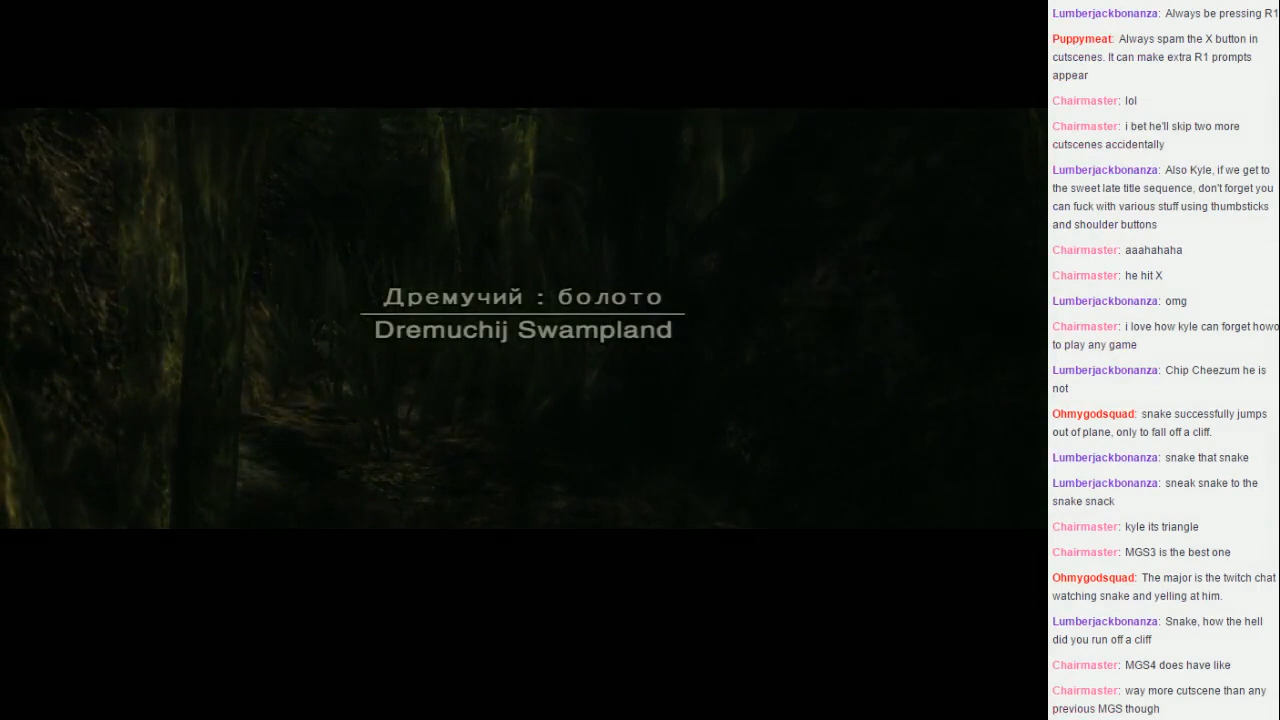 Дремучий : болото
Dremuchij Swampland
Lumberjackbonanza: Always be pressing R1
Puppymeat: Always spam the X button in
cutscenes. It can make extra R1 prompts
appear
Chairmaster: lol
Chairmaster: i bet he'll skip two more
cutscenes accidentally
Lumberjackbonanza: Also Kyle, if we get to
the sweet late title sequence, don't forget you
can fuck with various stuff using thumbsticks
and shoulder buttons
Chairmaster: aaahahaha
Chairmaster: he hit X
Lumberjackbonanza: omg
Chairmaster: i love how kyle can forget howo
to play any game
Lumberjackbonanza: Chip Cheezum he is
not
Ohmygodsquad: snake successfully jumps
out of plane, only to fall off a cliff.
Lumberjackbonanza: snake that snake
Lumberjackbonanza: sneak snake to the
snake snack
Chairmaster: kyle its triangle
Chairmaster: MGS3 is the best one
Ohmygodsquad: The major is the twitch chat
watching snake and yelling at him.
Lumberjackbonanza: Snake, how the hell
did you run off a cliff
Chairmaster: MGS4 does have like
Chairmaster: way more cutscene than any
previous MGS though